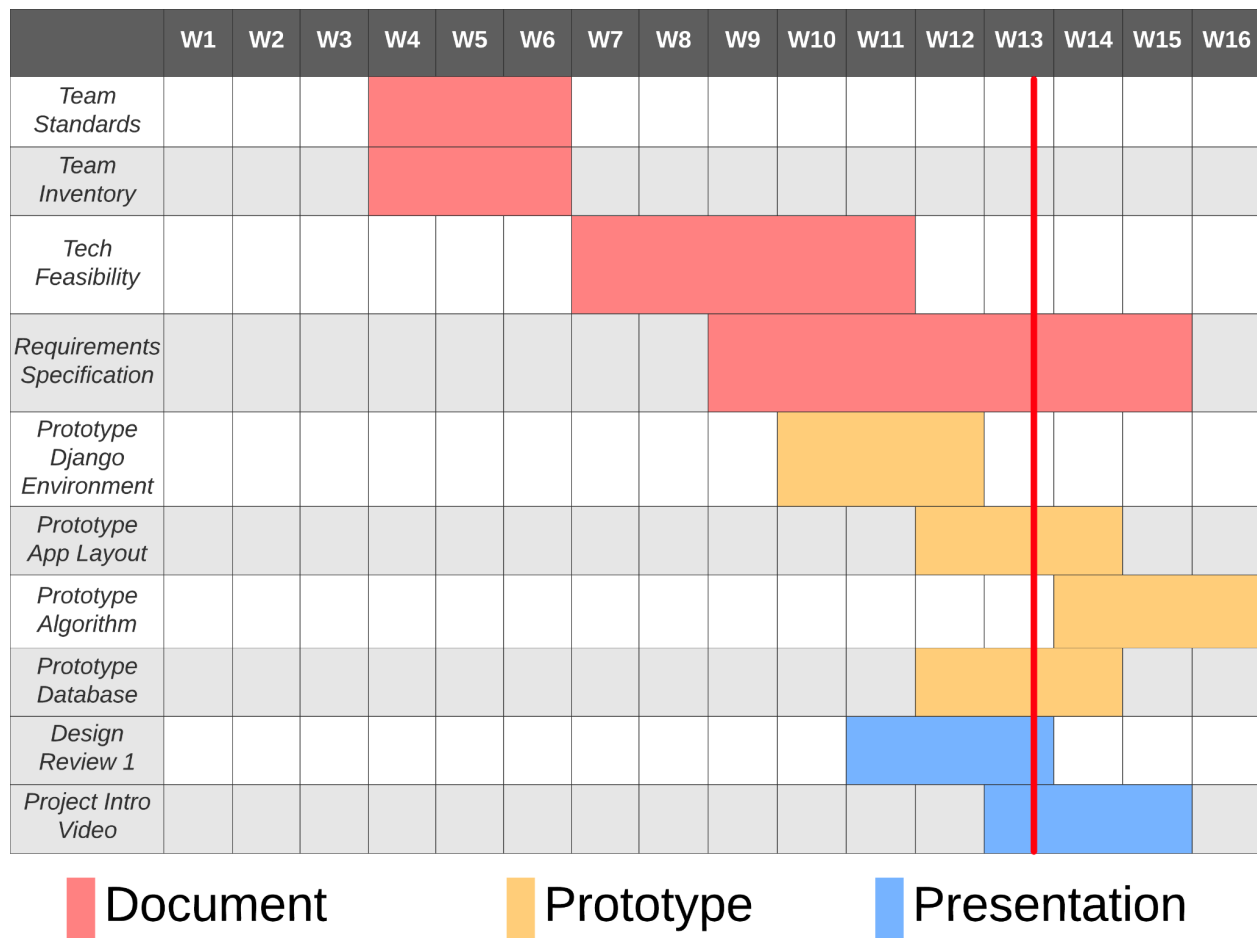 W1 W2 W3 W4 W5 W6 W7 W8 W9 W10 W11 W12 W13 W14 W15 W16
Team
Standards
Team
Inventory
Tech
Feasibility
Requirements
Specification
Prototype
Django
Environment
Prototype
App Layout
Prototype
Algorithm
Prototype
Database
Design
Review 1
Project Intro
Video
Document Prototype Presentation